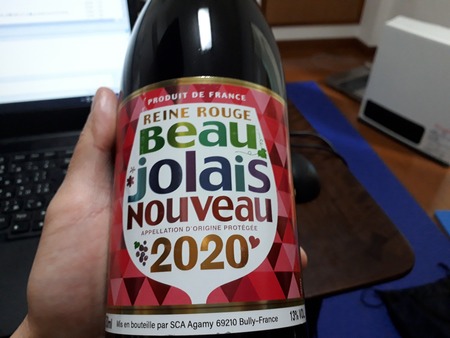 PRODUIT DE FRANCE
REINE ROUGE
Beau
jolais
Nouveau
APPELLATION D'ORIGINE PROTÉGÉE
2020
ml Mis en bouteille par SCA Agamy 69210 Bully-France 13% VOL